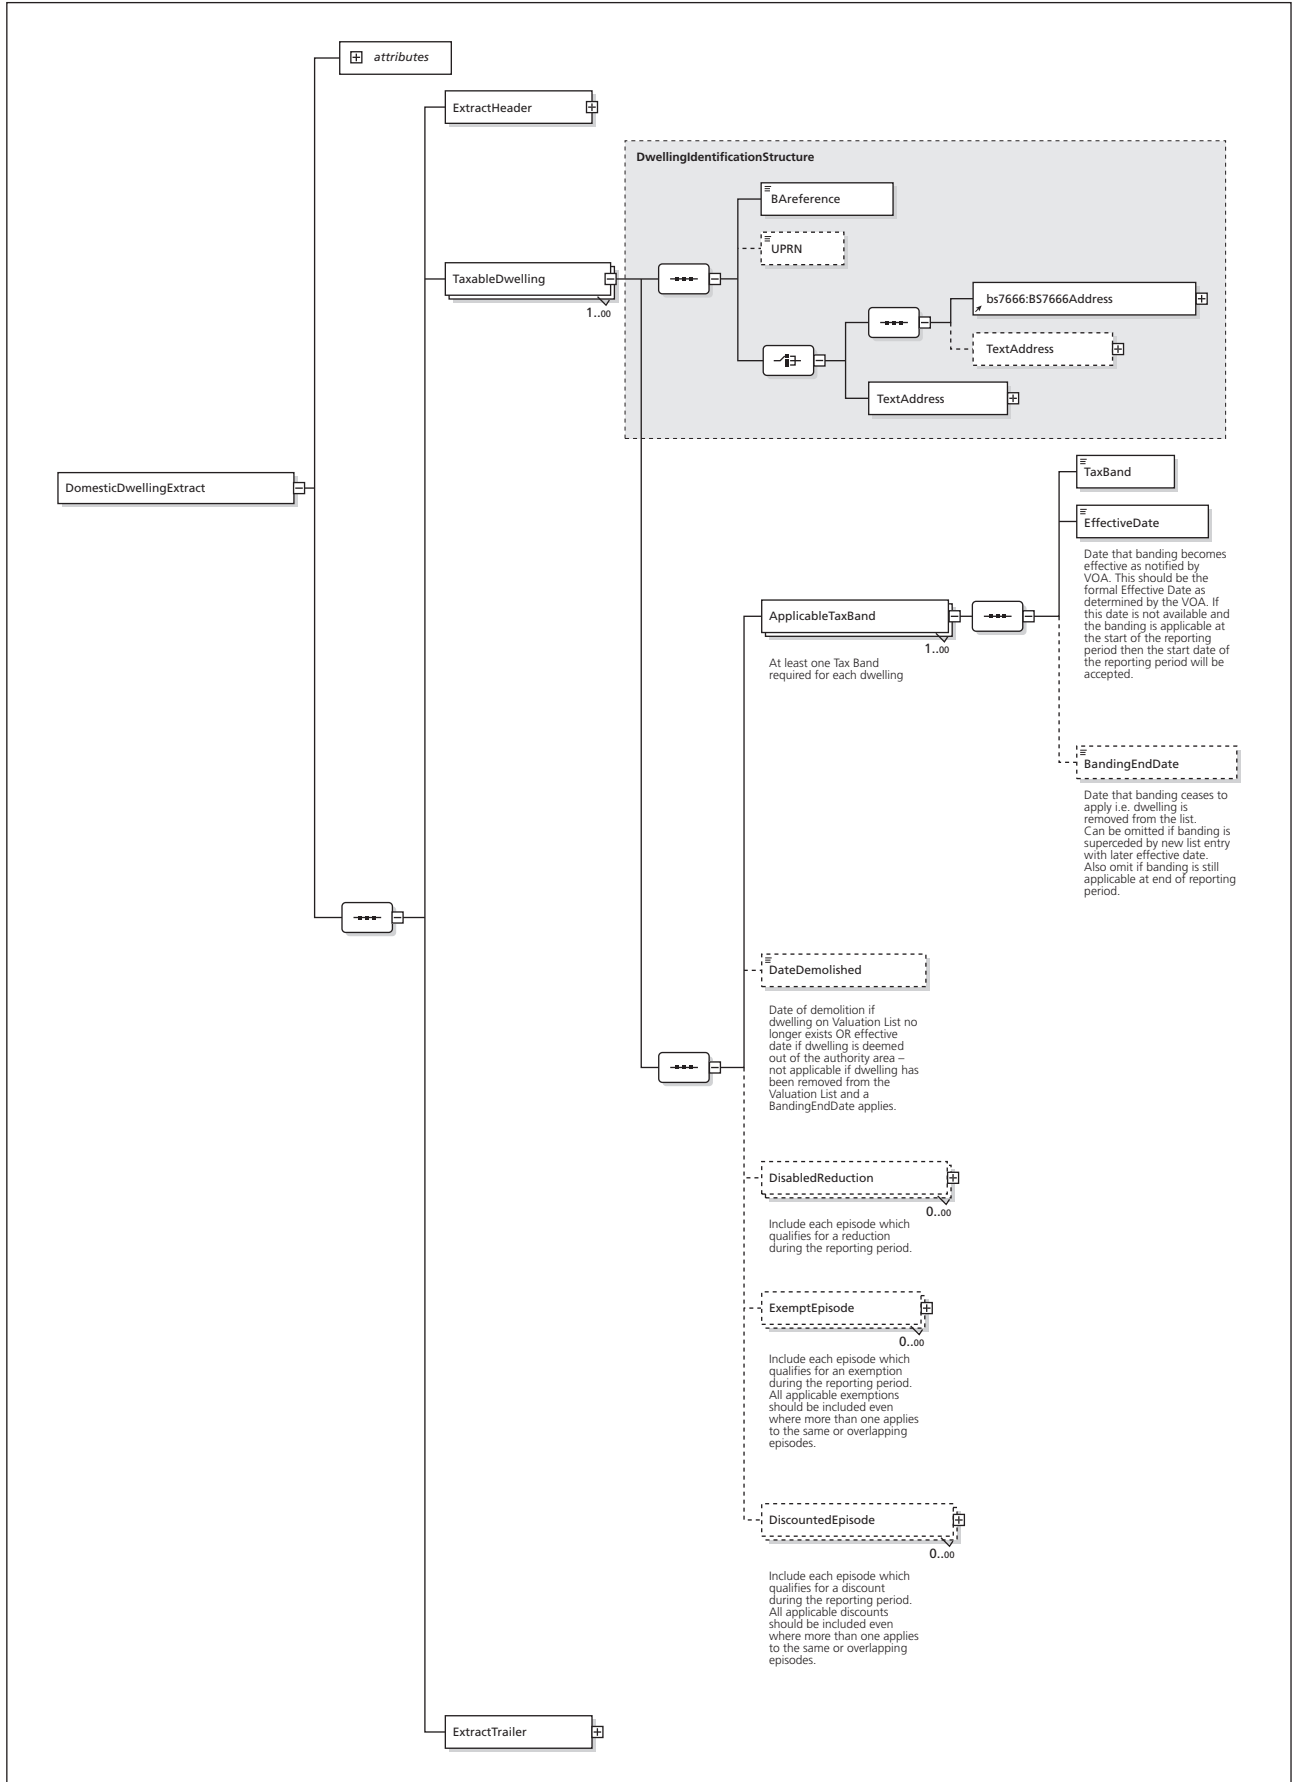 attributes
ExtractHeader
DwellingIdentificationStructure
BAreference
UPRN
TaxableDwelling
1..oo
bs7666:BS7666Address
TextAddress
TextAddress
DomesticDwellingExtract
TaxBand
EffectiveDate
Date that banding becomes
effective as notified by
VOA. This should be the
formal Effective Date as
determined by the VOA. If
this date is not available and
the banding is applicable at
the start of the reporting
period then the start date of
the reporting period will be
accepted.
ApplicableTaxBand
1..oo
At least one Tax Band
required for each dwelling
BandingEndDate
Date that banding ceases to
apply i.e. dwelling is
removed from the list.
Can be omitted if banding is
superceded by new list entry
with later effective date.
Also omit if banding is still
applicable at end of reporting
period.
DateDemolished
Date of demolition if
dwelling on Valuation List no
longer exists OR effective
date if dwelling is deemed
out of the authority area –
not applicable if dwelling has
been removed from the
Valuation List and a
BandingEndDate applies.
DisabledReduction
0..oo
Include each episode which
qualifies for a reduction
during the reporting period.
ExemptEpisode
0..oo
Include each episode which
qualifies for an exemption
during the reporting period.
All applicable exemptions
should be included even
where more than one applies
to the same or overlapping
episodes.
DiscountedEpisode
0..oo
Include each episode which
qualifies for a discount
during the reporting period.
All applicable discounts
should be included even
where more than one applies
to the same or overlapping
episodes.
ExtractTrailer